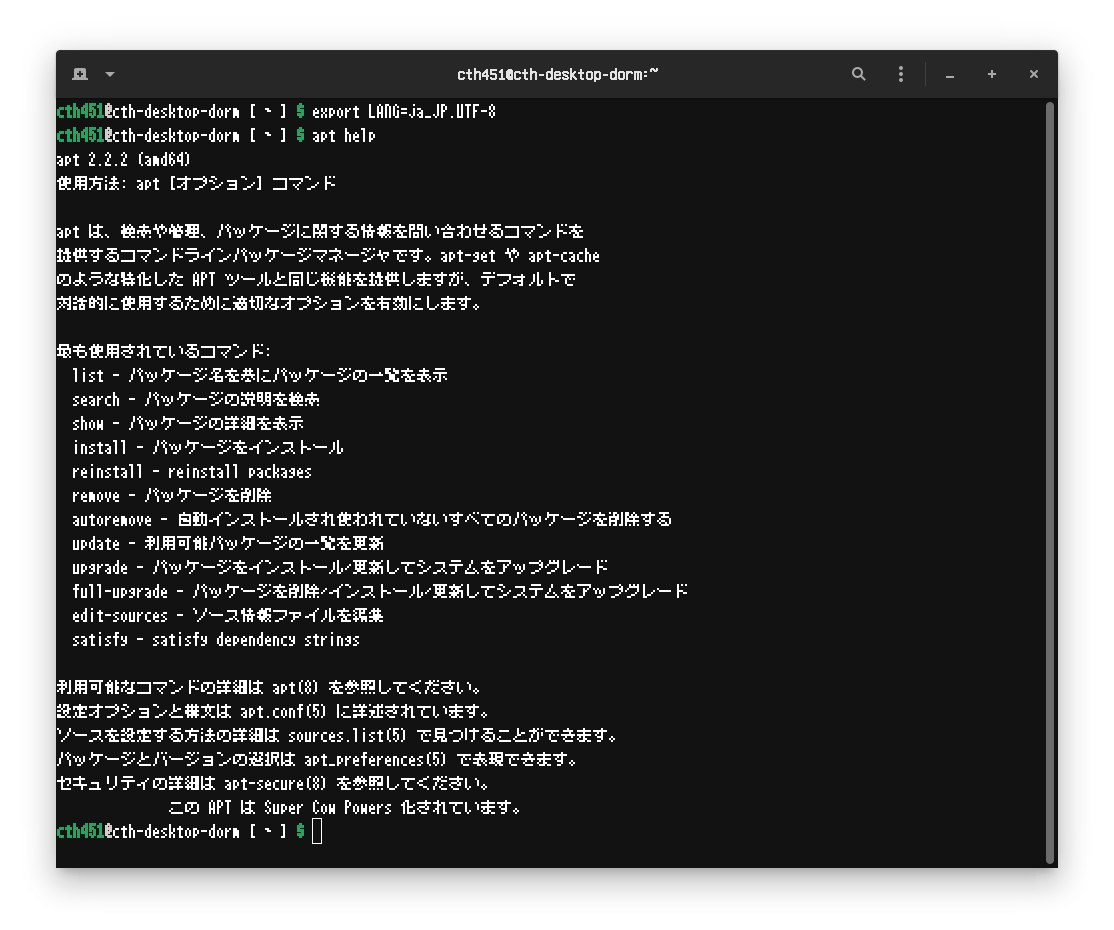 cth451@cth-desktop-dorm:~
cth451@cth-desktop-dorm [ ~ ] $ export LANG=ja_JP.UTF-8
cth451@cth-desktop-dorm [ ~ ] $ apt help
apt 2.2.2 (amd64)
使用方法: apt [オプション] コマンド
apt は、検索や管理、パッケージに関する情報を問い合わせるコマンドを
提供するコマンドラインパッケージマネージャです。apt-get や apt-cache
のような特化した APT ツールと同じ機能を提供しますが、デフォルトで
対話的に使用するために適切なオプションを有効にします。
最も使用されているコマンド:
list - パッケージ名を基にパッケージの一覧を表示
search - パッケージの説明を検索
show - パッケージの詳細を表示
install - パッケージをインストール
reinstall - reinstall packages
remove - パッケージを削除
autoremove - 自動インストールされ使われていないすべてのパッケージを削除する
update - 利用可能パッケージの一覧を更新
upgrade - パッケージをインストール/更新してシステムをアップグレード
full-upgrade - パッケージを削除/インストール/更新してシステムをアップグレード
edit-sources - ソース情報ファイルを編集
satisfy - satisfy dependency strings
利用可能なコマンドの詳細は apt(8) を参照してください。
設定オプションと構文は apt.conf(5) に詳述されています。
ソースを設定する方法の詳細は sources.list(5) で見つけることができます。
パッケージとバージョンの選択は apt_preferences(5) で表現できます。
セキュリティの詳細は apt-secure(8) を参照してください。
この APT は Super Cow Powers 化されています。
cth451@cth-desktop-dorm [ ~ ] $